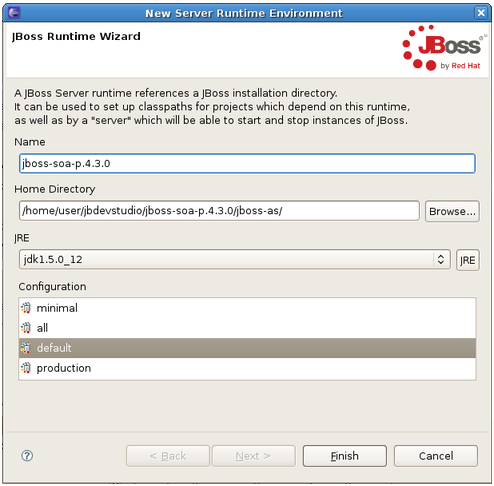 New Server Runtime Environment
JBoss Runtime Wizard
JBoss
by Red Hat
A JBoss Server runtime references a JBoss installation directory.
It can be used to set up classpaths for projects which depend on this runtime,
as well as by a "server" which will be able to start and stop instances of JBoss.
Name
jboss-soa-p.4.3.0
Home Directory
/home/user/jbdevstudio/jboss-soa-p.4.3.0/jboss-as/
Browse...
JRE
jdk1.5.0_12
JRE
Configuration
minimal
all
default
production
?
< Back
Next >
Finish
Cancel